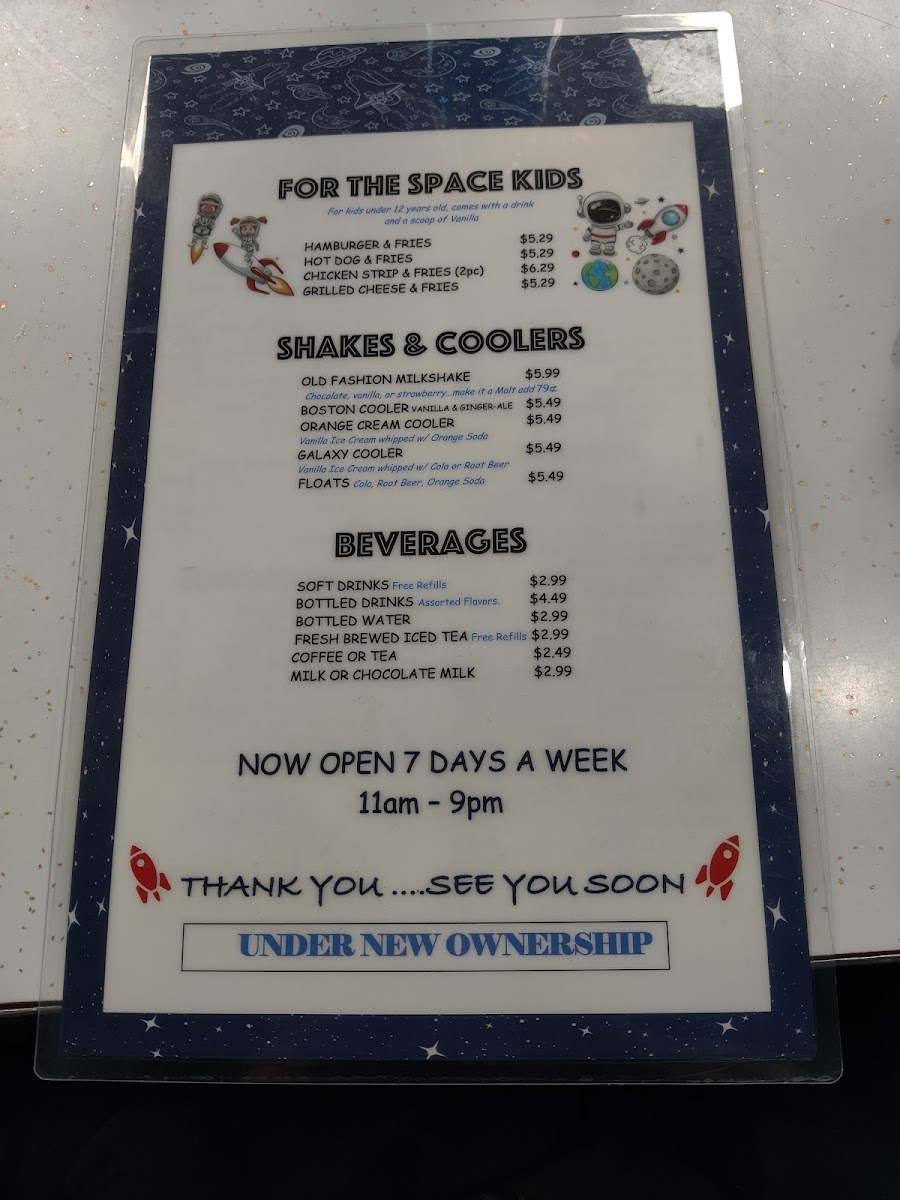 FOR THE SPACE KIDS
For kids under 12 years old, comes with a drink
and a scoop of Vanilla
HAMBURGER & FRIES $5.29
HOT DOG & FRIES $5.29
CHICKEN STRIP & FRIES (2pc) $6.29
GRILLED CHEESE & FRIES $5.29
SHAKES & COOLERS
OLD FASHION MILKSHAKE $5.99
Chocolate, vanilla, or strawberry...make it a Malt add 79¢
BOSTON COOLER VANILLA & GINGER-ALE $5.49
ORANGE CREAM COOLER $5.49
Vanilla Ice Cream whipped w/ Orange Soda
GALAXY COOLER $5.49
Vanilla Ice Cream whipped w/ Cola or Root Beer
FLOATS Cola, Root Beer, Orange Soda $5.49
BEVERAGES
SOFT DRINKS Free Refills $2.99
BOTTLED DRINKS Assorted Flavors. $4.49
BOTTLED WATER $2.99
FRESH BREWED ICED TEA Free Refills $2.99
COFFEE OR TEA $2.49
MILK OR CHOCOLATE MILK $2.99
NOW OPEN 7 DAYS A WEEK
11am – 9pm
THANK YOU .....SEE YOU SOON
UNDER NEW OWNERSHIP